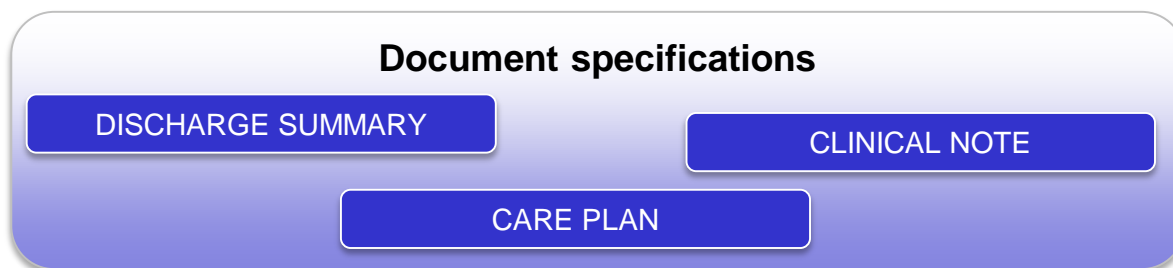 Document specifications
DISCHARGE SUMMARY
CLINICAL NOTE
CARE PLAN